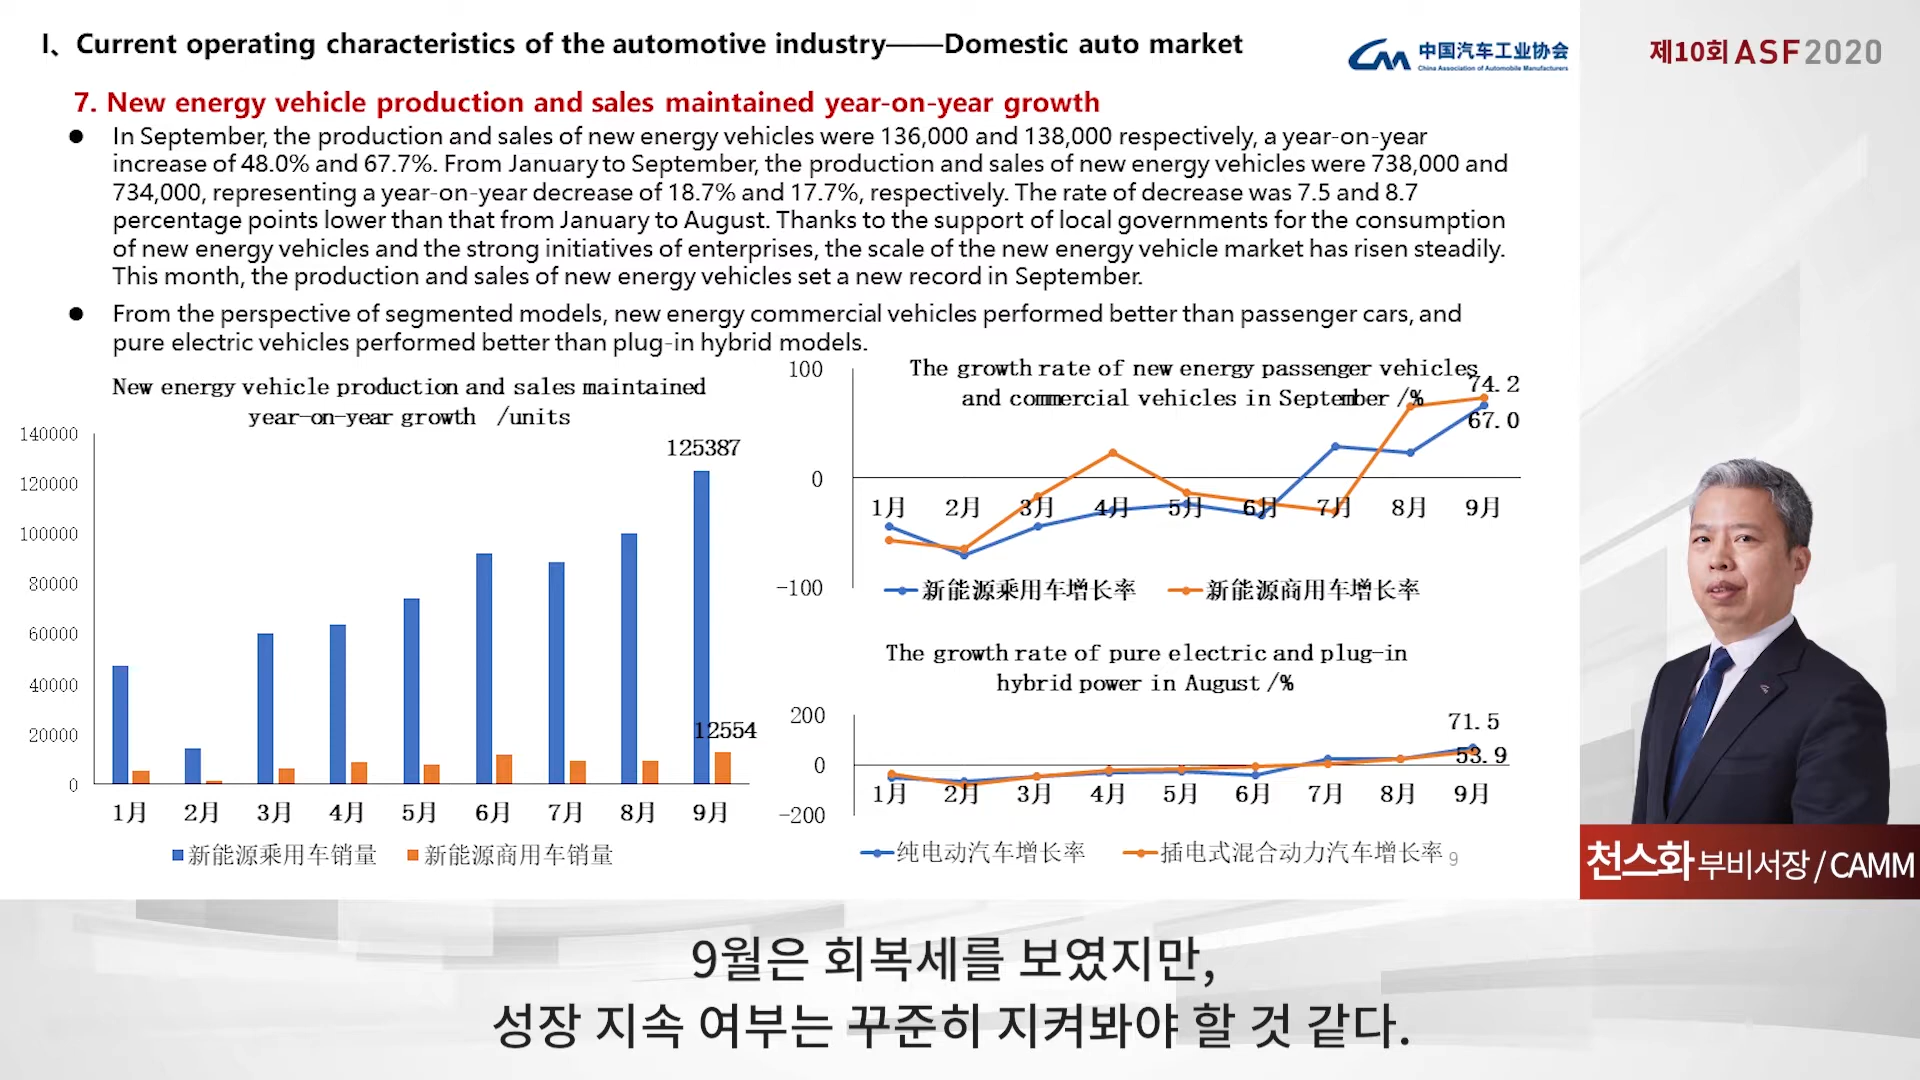 I、Current operating characteristics of the automotive industry——Domestic auto market
中国汽车工业协会
China Association of Automobile Manufacturers
제10회 ASF 2020
7. New energy vehicle production and sales maintained year-on-year growth
● In September, the production and sales of new energy vehicles were 136,000 and 138,000 respectively, a year-on-year
increase of 48.0% and 67.7%. From January to September, the production and sales of new energy vehicles were 738,000 and
734,000, representing a year-on-year decrease of 18.7% and 17.7%, respectively. The rate of decrease was 7.5 and 8.7
percentage points lower than that from January to August. Thanks to the support of local governments for the consumption
of new energy vehicles and the strong initiatives of enterprises, the scale of the new energy vehicle market has risen steadily.
This month, the production and sales of new energy vehicles set a new record in September.
● From the perspective of segmented models, new energy commercial vehicles performed better than passenger cars, and
pure electric vehicles performed better than plug-in hybrid models.
New energy vehicle production and sales maintained
year-on-year growth /units
140000
120000
100000
80000
60000
40000
20000
0
125387
12554
1月 2月 3月 4月 5月 6月 7月 8月 9月
新能源乘用车销量 新能源商用车销量
The growth rate of new energy passenger vehicles
and commercial vehicles in September /%
100
0
-100
74.2
67.0
1月 2月 3月 4月 5月 6月 7月 8月 9月
新能源乘用车增长率 新能源商用车增长率
The growth rate of pure electric and plug-in
hybrid power in August /%
200
0
-200
71.5
53.9
1月 2月 3月 4月 5月 6月 7月 8月 9月
纯电动汽车增长率 插电式混合动力汽车增长率
9
천스화 부비서장 / CAMM
9월은 회복세를 보였지만,
성장 지속 여부는 꾸준히 지켜봐야 할 것 같다.